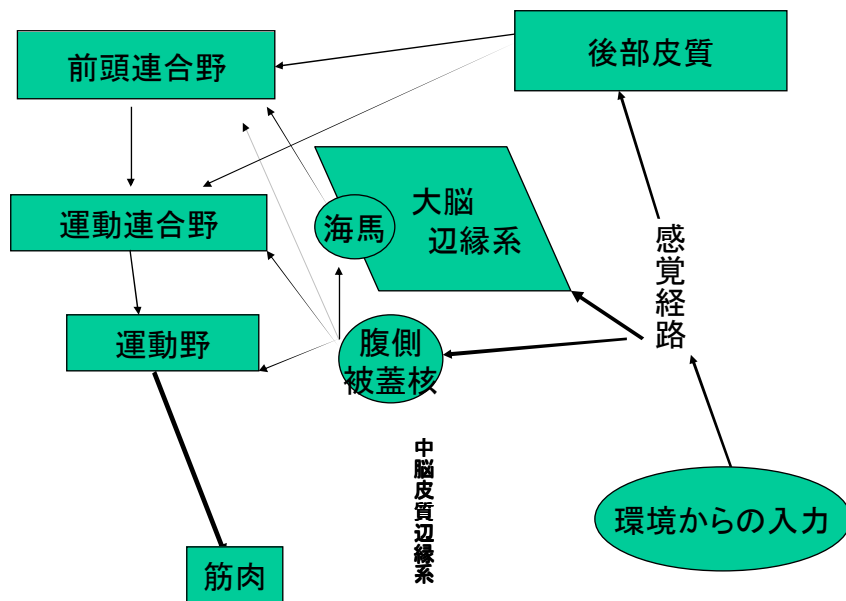 前頭連合野
後部皮質
大脳
辺縁系
海馬
運動連合野
感覚経路
運動野
腹側
被蓋核
中脳皮質辺縁系
環境からの入力
筋肉